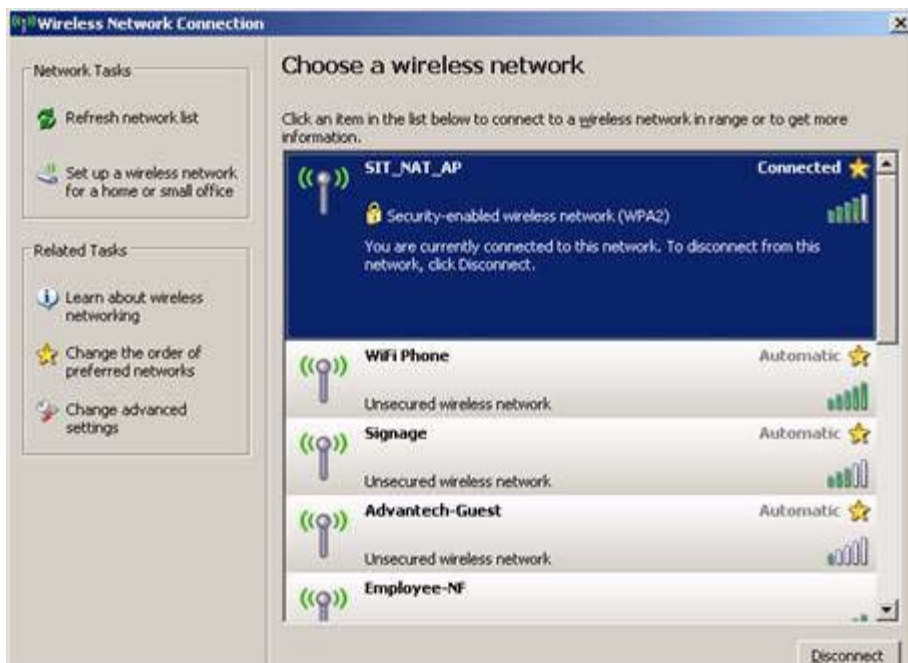 Wireless Network Connection
Network Tasks
Refresh network list
Set up a wireless network
for a home or small office
Related Tasks
Learn about wireless
networking
Change the order of
preferred networks
Change advanced
settings
Choose a wireless network
Click an item in the list below to connect to a wireless network in range or to get more
information.
SIT_NAT_AP Connected
Security-enabled wireless network (WPA2)
You are currently connected to this network. To disconnect from this
network, click Disconnect.
WiFi Phone Automatic
Unsecured wireless network
Signage Automatic
Unsecured wireless network
Advantech-Guest Automatic
Unsecured wireless network
Employee-NF
Disconnect